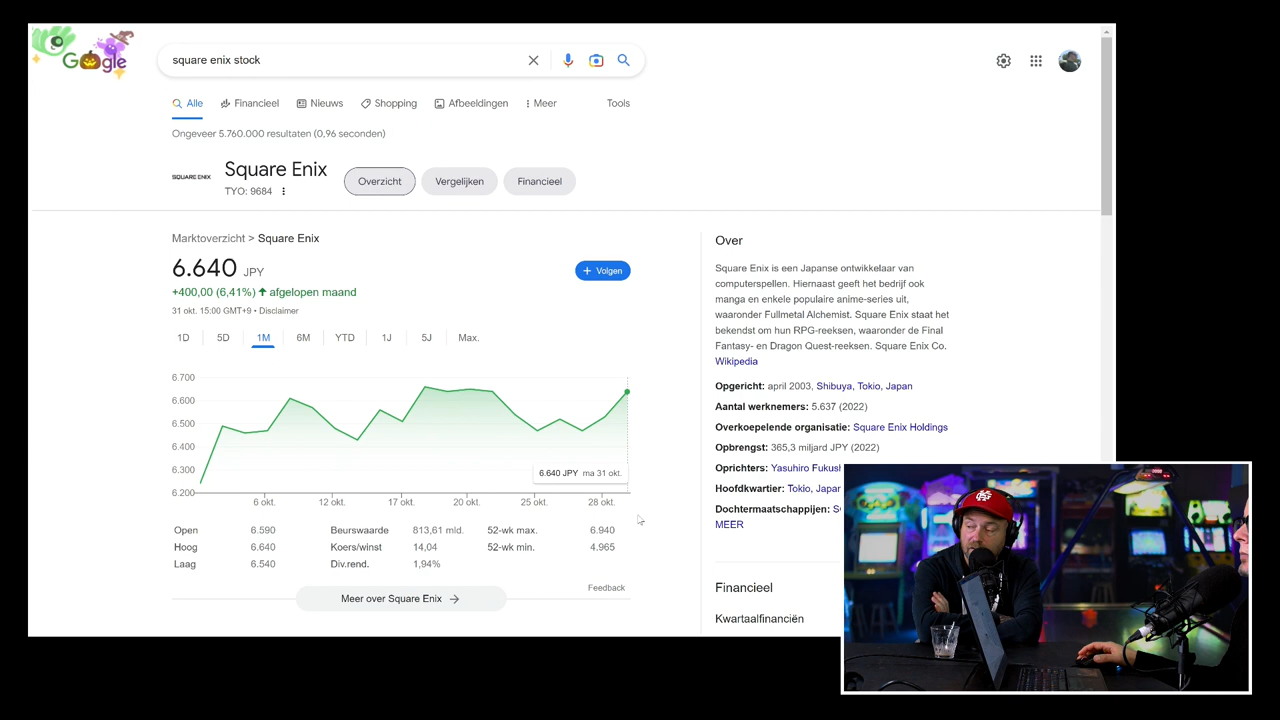 Google
square enix stock
Alle Financieel Nieuws Shopping Afbeeldingen Meer Tools
Ongeveer 5.760.000 resultaten (0,96 seconden)
SQUARE ENIX
Square Enix
TYO: 9684
Overzicht Vergelijken Financieel
Marktoverzicht > Square Enix
6.640 JPY
+ Volgen
+400,00 (6,41%) ↑ afgelopen maand
31 okt. 15:00 GMT+9 • Disclaimer
1D 5D 1M 6M YTD 1J 5J Max.
6.700
6.600
6.500
6.400
6.300
6.200
6.640 JPY ma 31 okt.
6 okt. 12 okt. 17 okt. 20 okt. 25 okt. 28 okt.
Open 6.590 Beurswaarde 813,61 mld. 52-wk max. 6.940
Hoog 6.640 Koers/winst 14,04 52-wk min. 4.965
Laag 6.540 Div.rend. 1,94%
Feedback
Meer over Square Enix →
Over
Square Enix is een Japanse ontwikkelaar van
computerspellen. Hiernaast geeft het bedrijf ook
manga en enkele populaire anime-series uit,
waaronder Fullmetal Alchemist. Square Enix staat het
bekendst om hun RPG-reeksen, waaronder de Final
Fantasy- en Dragon Quest-reeksen. Square Enix Co.
Wikipedia
Opgericht: april 2003, Shibuya, Tokio, Japan
Aantal werknemers: 5.637 (2022)
Overkoepelende organisatie: Square Enix Holdings
Opbrengst: 365,3 miljard JPY (2022)
Oprichters: Yasuhiro Fukush
Hoofdkwartier: Tokio, Japan
Dochtermaatschappijen:
MEER
Financieel
Kwartaalfinanciën